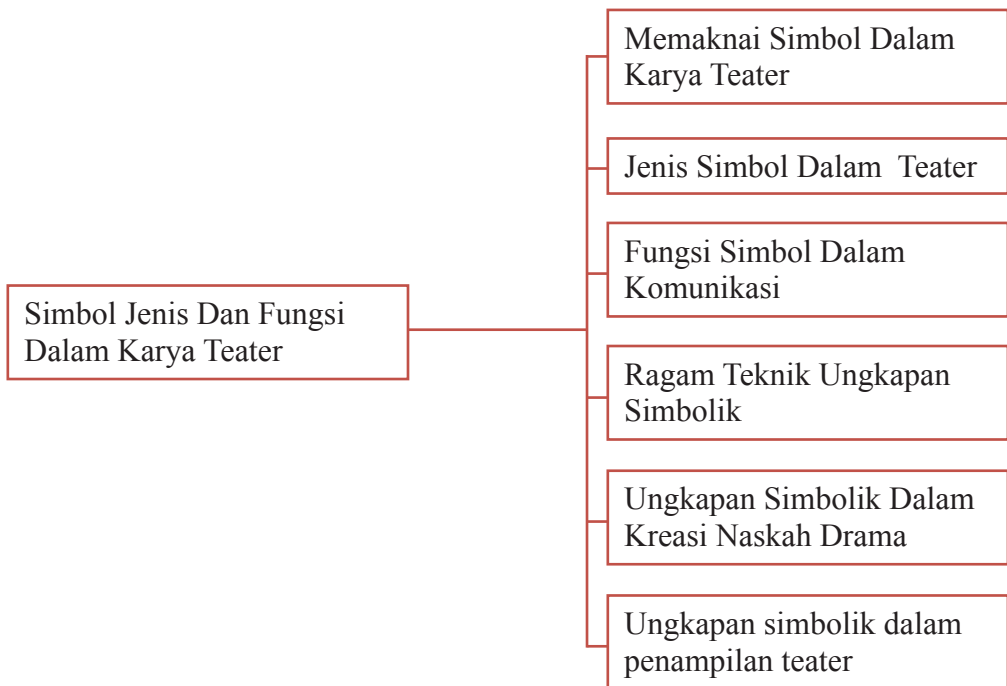 Memaknai Simbol Dalam
Karya Teater
Jenis Simbol Dalam Teater
Fungsi Simbol Dalam
Komunikasi
Simbol Jenis Dan Fungsi
Dalam Karya Teater
Ragam Teknik Ungkapan
Simbolik
Ungkapan Simbolik Dalam
Kreasi Naskah Drama
Ungkapan simbolik dalam
penampilan teater